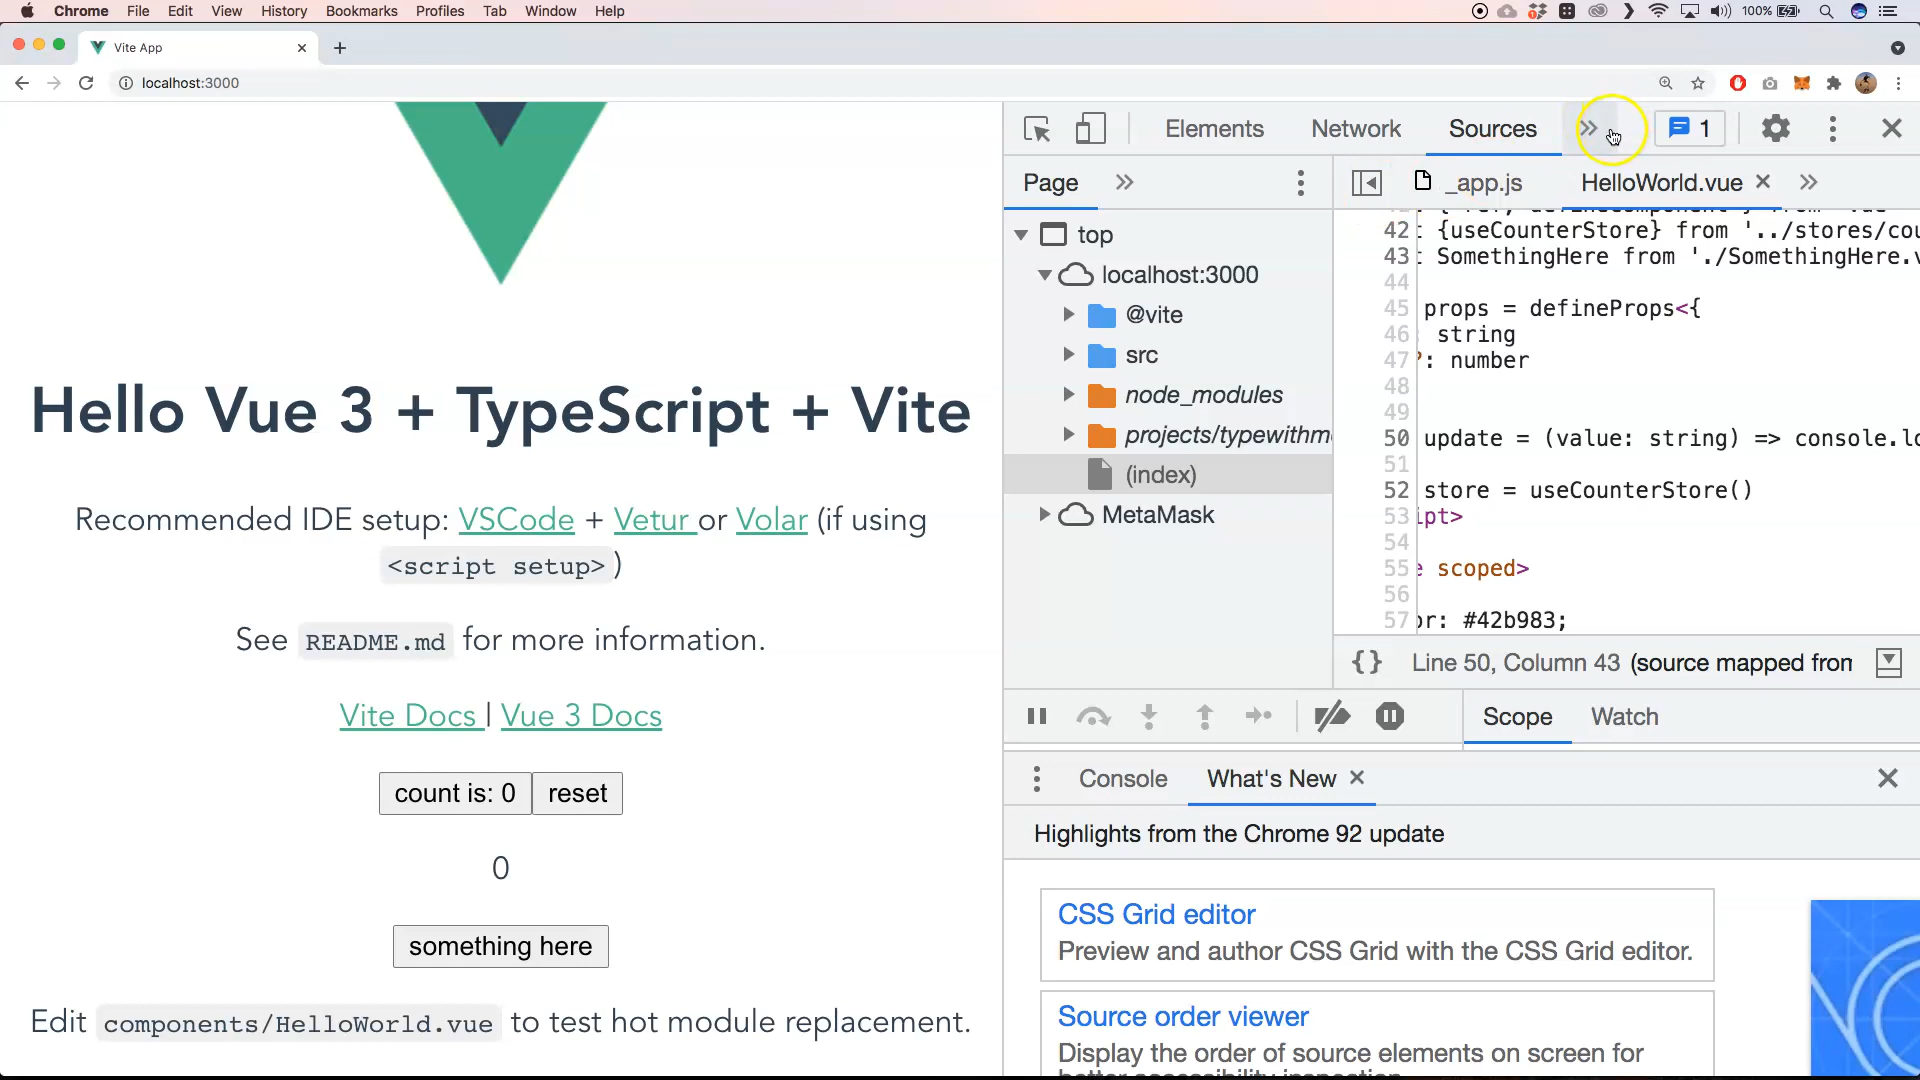 Chrome File Edit View History Bookmarks Profiles Tab Window Help 100%
Vite App
localhost:3000
Hello Vue 3 + TypeScript + Vite
Recommended IDE setup: VSCode + Vetur or Volar (if using
<script setup>)
See README.md for more information.
Vite Docs | Vue 3 Docs
count is: 0 reset
0
something here
Edit components/HelloWorld.vue to test hot module replacement.
Elements Network Sources 1
Page
top
localhost:3000
@vite
src
node_modules
projects/typewithm
(index)
MetaMask
_app.js HelloWorld.vue
42 {useCounterStore} from '../stores/cou
43 SomethingHere from './SomethingHere.v
44
45 props = defineProps<{
46 string
47 ?: number
48
49
50 update = (value: string) => console.lo
51
52 store = useCounterStore()
53 ipt>
54
55 scoped>
56
57 or: #42b983;
{} Line 50, Column 43 (source mapped from
Scope Watch
Console What's New
Highlights from the Chrome 92 update
CSS Grid editor
Preview and author CSS Grid with the CSS Grid editor.
Source order viewer
Display the order of source elements on screen for
better accessibility inspection.